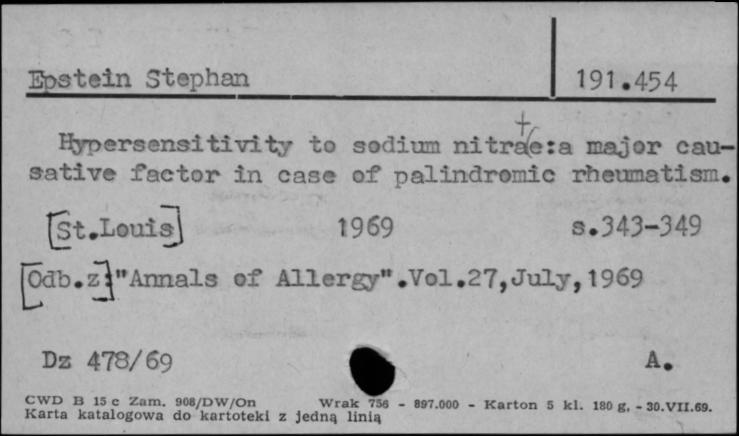 Epstein Stephan 191.454
Hypersensitivity to sodium nitrate:a major cau-
sative factor in case of palindromic rheumatism.
[St.Louis] 1969 s.343-349
[Odb.z:]"Annals of Allergy".Vol.27,July,1969
Dz 478/69 A.
CWD B 15 c Zam. 908/DW/On Wrak 756 - 897.000 - Karton 5 kl. 180 g. - 30.VII.69.
Karta katalogowa do kartoteki z jedną linią